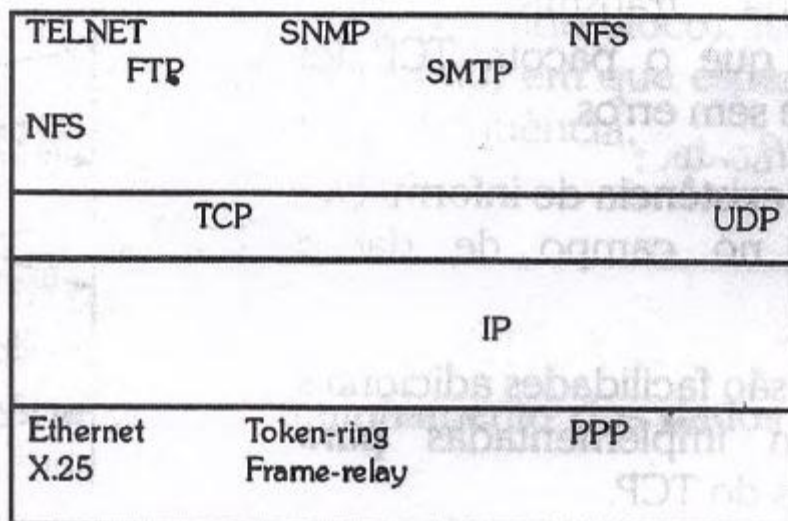 TELNET SNMP NFS
FTP SMTP
NFS
TCP UDP
IP
Ethernet Token-ring PPP
X.25 Frame-relay